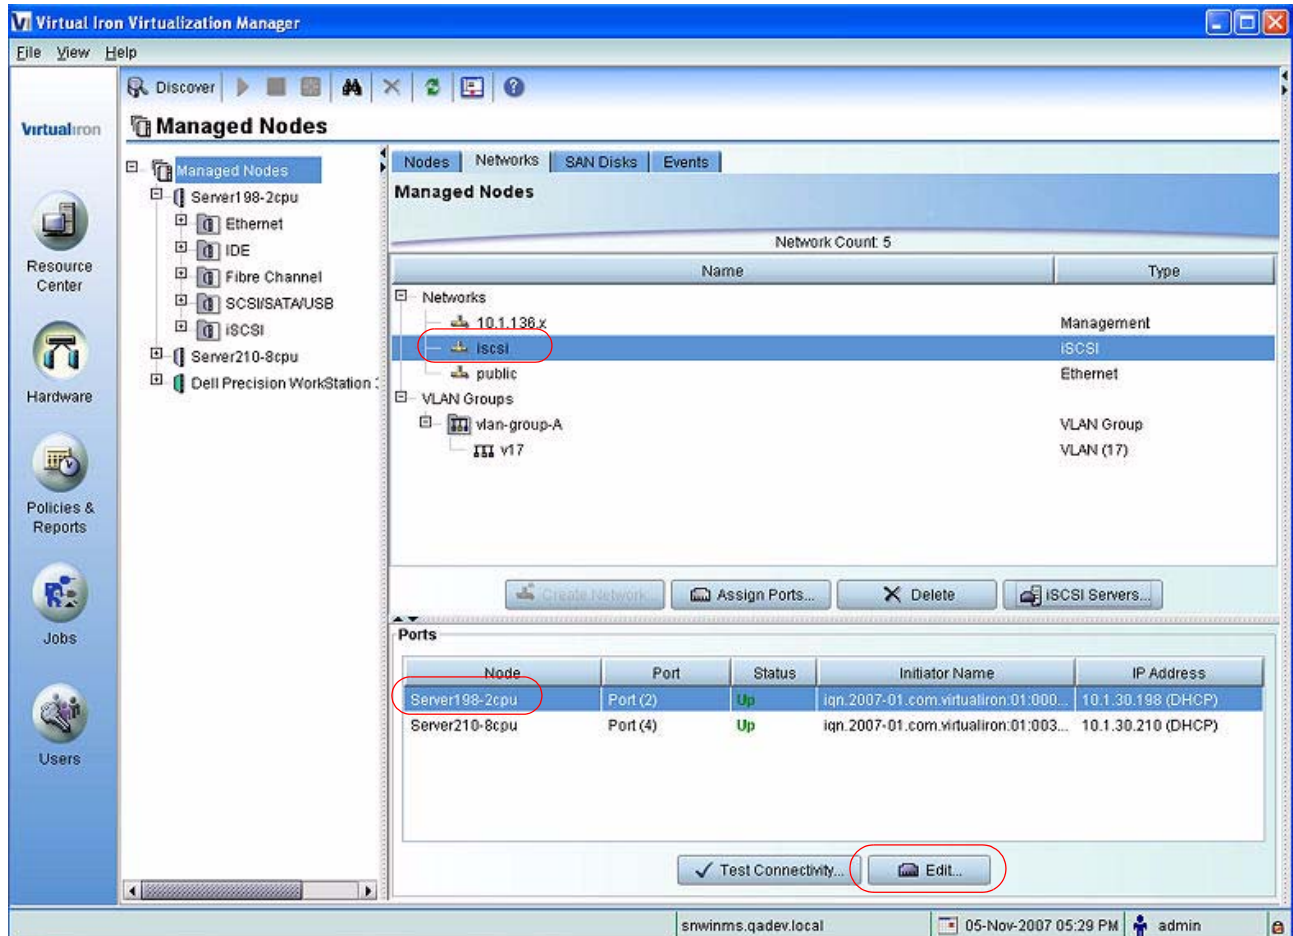 Virtual Iron Virtualization Manager
File View Help
Discover
Virtualiron
Managed Nodes
Resource Center
Hardware
Policies & Reports
Jobs
Users
Managed Nodes
Server198-2cpu
Ethernet
IDE
Fibre Channel
SCSI/SATA/USB
iSCSI
Server210-8cpu
Dell Precision WorkStation
Nodes Networks SAN Disks Events
Managed Nodes
Network Count: 5
Name Type
Networks
10.1.136.x Management
iscsi iSCSI
public Ethernet
VLAN Groups
vlan-group-A VLAN Group
v17 VLAN (17)
Create Network... Assign Ports... Delete iSCSI Servers...
Ports
Node Port Status Initiator Name IP Address
Server198-2cpu Port (2) Up iqn.2007-01.com.virtualiron:01:000... 10.1.30.198 (DHCP)
Server210-8cpu Port (4) Up iqn.2007-01.com.virtualiron:01:003... 10.1.30.210 (DHCP)
Test Connectivity... Edit...
snwinms.qadev.local 05-Nov-2007 05:29 PM admin